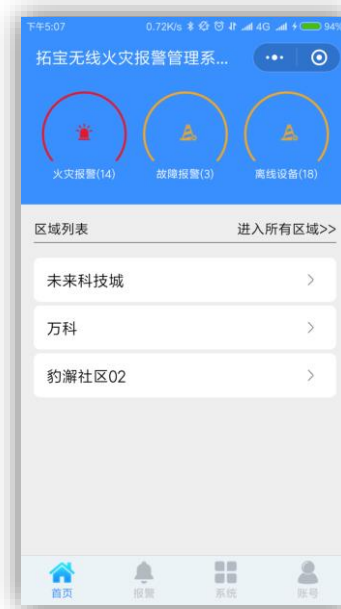 下午5:07 0.72K/s 4G 94%
拓宝无线火灾报警管理系...
火灾报警(14) 故障报警(3) 离线设备(18)
区域列表 进入所有区域>>
未来科技城
万科
豹澥社区02
首页 报警 系统 账号